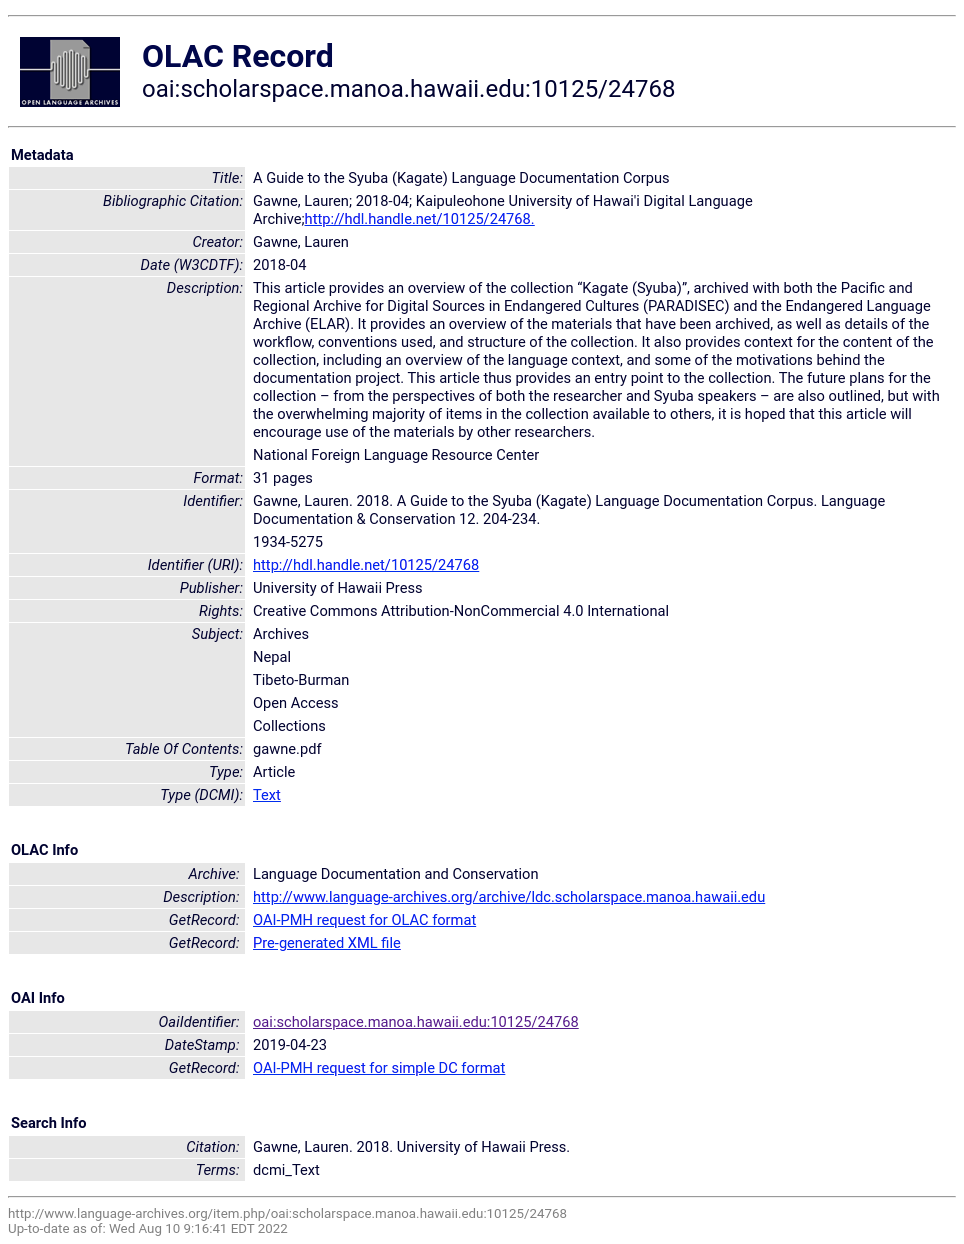 OPEN LANGUAGE ARCHIVES
OLAC Record
oai:scholarspace.manoa.hawaii.edu:10125/24768
Metadata
Title: A Guide to the Syuba (Kagate) Language Documentation Corpus
Bibliographic Citation: Gawne, Lauren; 2018-04; Kaipuleohone University of Hawai'i Digital Language
Archive;http://hdl.handle.net/10125/24768.
Creator: Gawne, Lauren
Date (W3CDTF): 2018-04
Description: This article provides an overview of the collection “Kagate (Syuba)”, archived with both the Pacific and
Regional Archive for Digital Sources in Endangered Cultures (PARADISEC) and the Endangered Language
Archive (ELAR). It provides an overview of the materials that have been archived, as well as details of the
workflow, conventions used, and structure of the collection. It also provides context for the content of the
collection, including an overview of the language context, and some of the motivations behind the
documentation project. This article thus provides an entry point to the collection. The future plans for the
collection – from the perspectives of both the researcher and Syuba speakers – are also outlined, but with
the overwhelming majority of items in the collection available to others, it is hoped that this article will
encourage use of the materials by other researchers.
National Foreign Language Resource Center
Format: 31 pages
Identifier: Gawne, Lauren. 2018. A Guide to the Syuba (Kagate) Language Documentation Corpus. Language
Documentation & Conservation 12. 204-234.
1934-5275
Identifier (URI): http://hdl.handle.net/10125/24768
Publisher: University of Hawaii Press
Rights: Creative Commons Attribution-NonCommercial 4.0 International
Subject: Archives
Nepal
Tibeto-Burman
Open Access
Collections
Table Of Contents: gawne.pdf
Type: Article
Type (DCMI): Text
OLAC Info
Archive: Language Documentation and Conservation
Description: http://www.language-archives.org/archive/ldc.scholarspace.manoa.hawaii.edu
GetRecord: OAI-PMH request for OLAC format
GetRecord: Pre-generated XML file
OAI Info
OaiIdentifier: oai:scholarspace.manoa.hawaii.edu:10125/24768
DateStamp: 2019-04-23
GetRecord: OAI-PMH request for simple DC format
Search Info
Citation: Gawne, Lauren. 2018. University of Hawaii Press.
Terms: dcmi_Text
http://www.language-archives.org/item.php/oai:scholarspace.manoa.hawaii.edu:10125/24768
Up-to-date as of: Wed Aug 10 9:16:41 EDT 2022